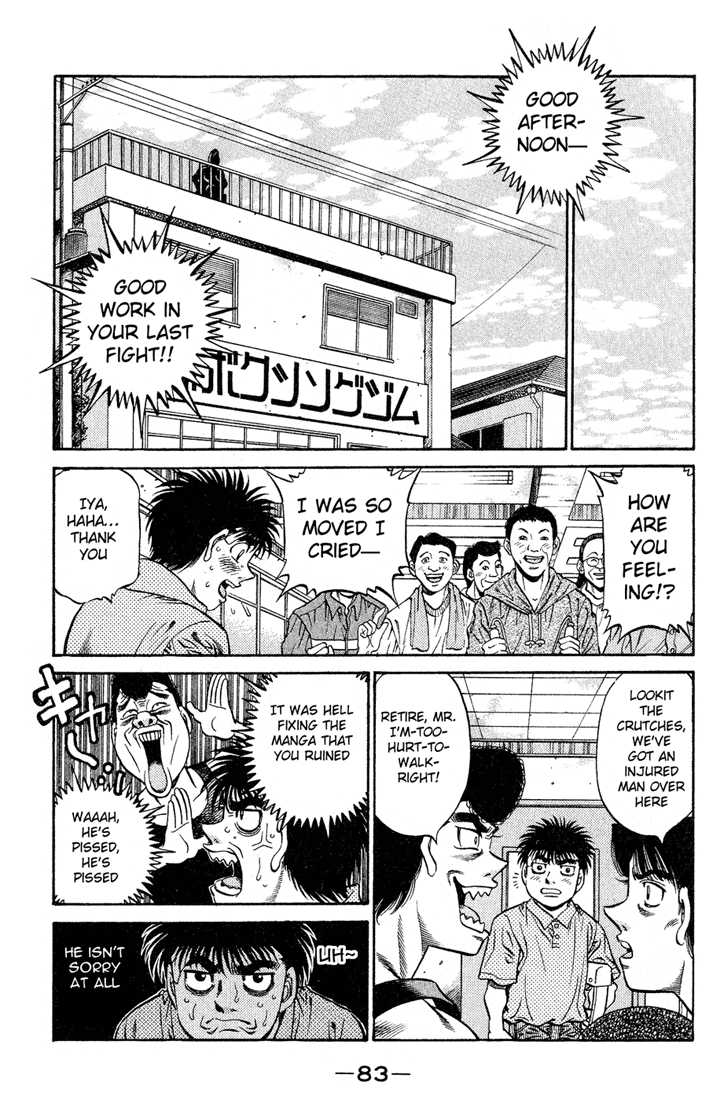 GOOD
AFTER-
NOON—
GOOD
WORK IN
YOUR LAST
FIGHT!!
ボクシングジム
HOW
ARE
YOU
FEEL-
ING!?
I WAS SO
MOVED I
CRIED—
IYA,
HAHA...
THANK
YOU
LOOKIT
THE
CRUTCHES,
WE'VE
GOT AN
INJURED
MAN OVER
HERE
RETIRE, MR.
I'M-TOO-
HURT-TO-
WALK-
RIGHT!
IT WAS HELL
FIXING THE
MANGA THAT
YOU RUINED
キャ〜
WAAAH,
HE'S
PISSED,
HE'S
PISSED
HE ISN'T
SORRY
AT ALL
UH~
—83—